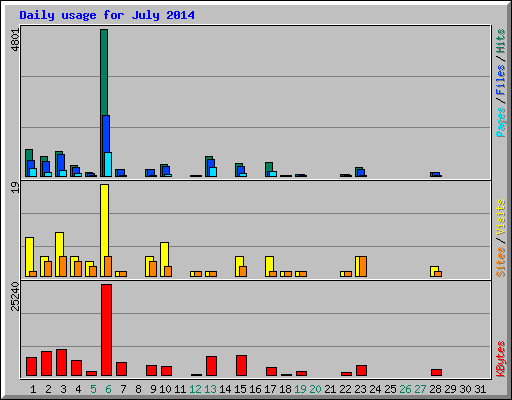 Daily usage for July 2014
4801
Pages / Files / Hits
19
Sites / Visits
25240
KBytes
1 2 3 4 5 6 7 8 9 10 11 12 13 14 15 16 17 18 19 20 21 22 23 24 25 26 27 28 29 30 31